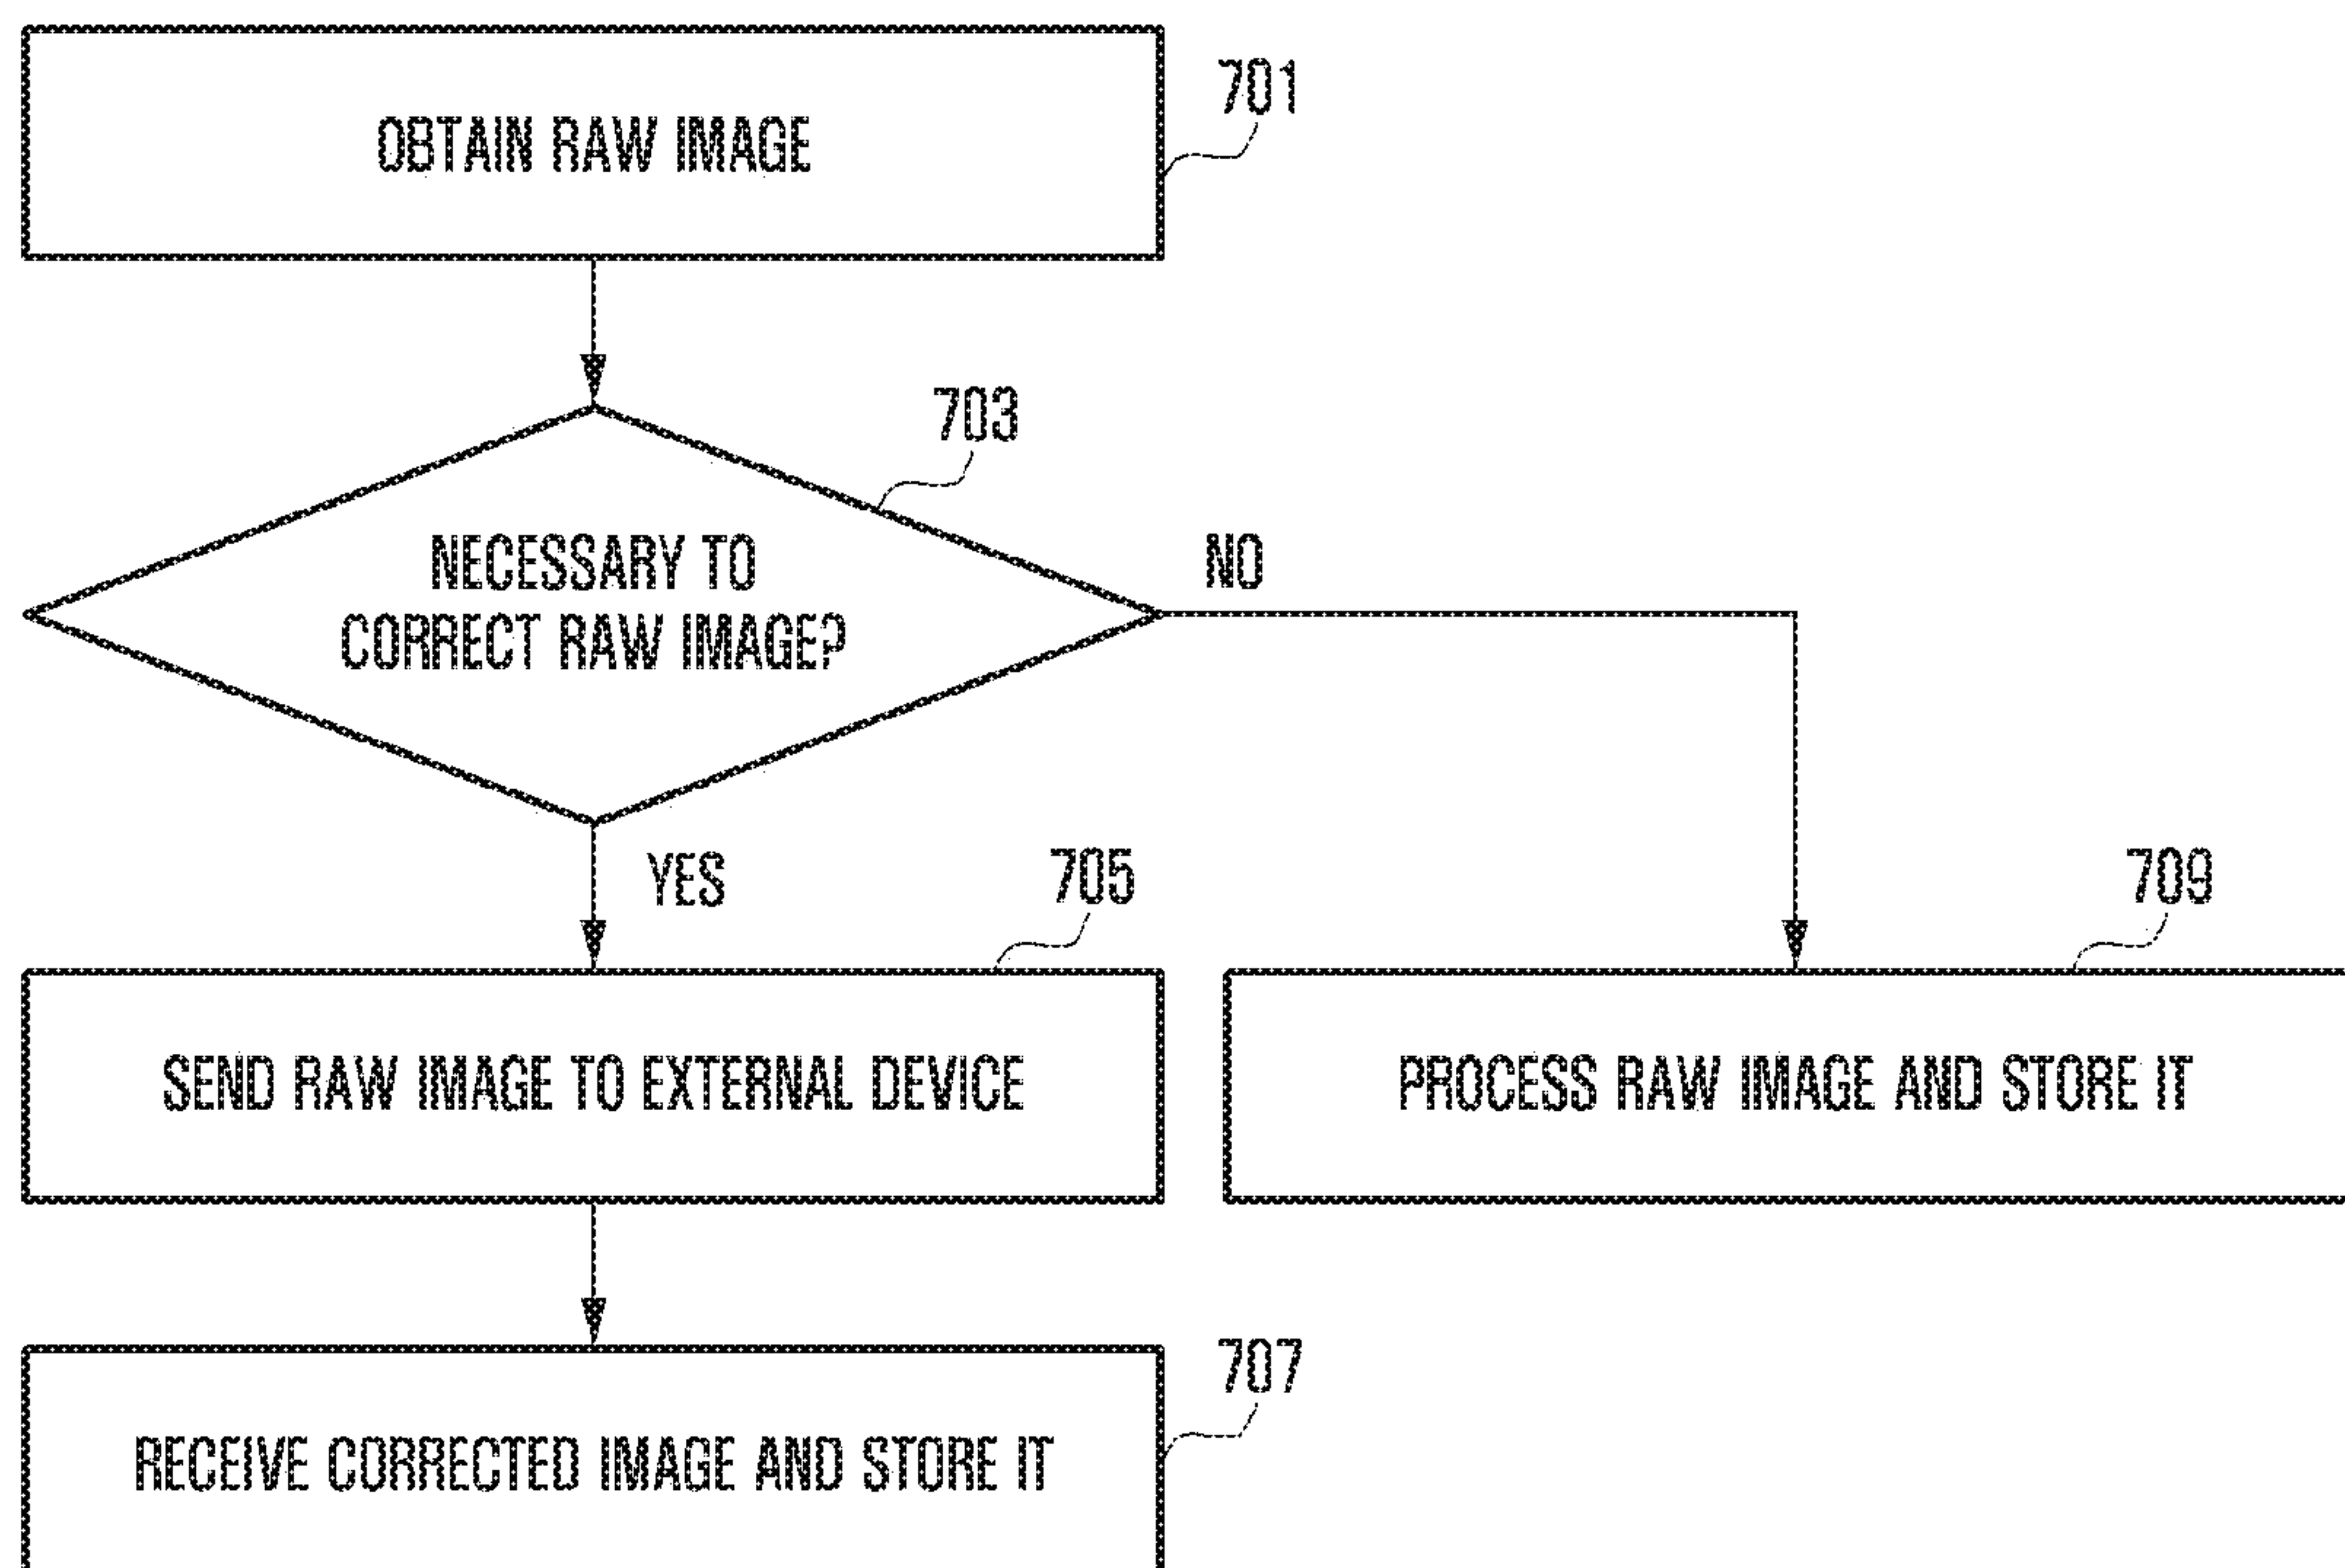 OBTAIN RAW IMAGE
701
703
NECESSARY TO
CORRECT RAW IMAGE?
NO
YES
705
709
SEND RAW IMAGE TO EXTERNAL DEVICE
PROCESS RAW IMAGE AND STORE IT
707
RECEIVE CORRECTED IMAGE AND STORE IT